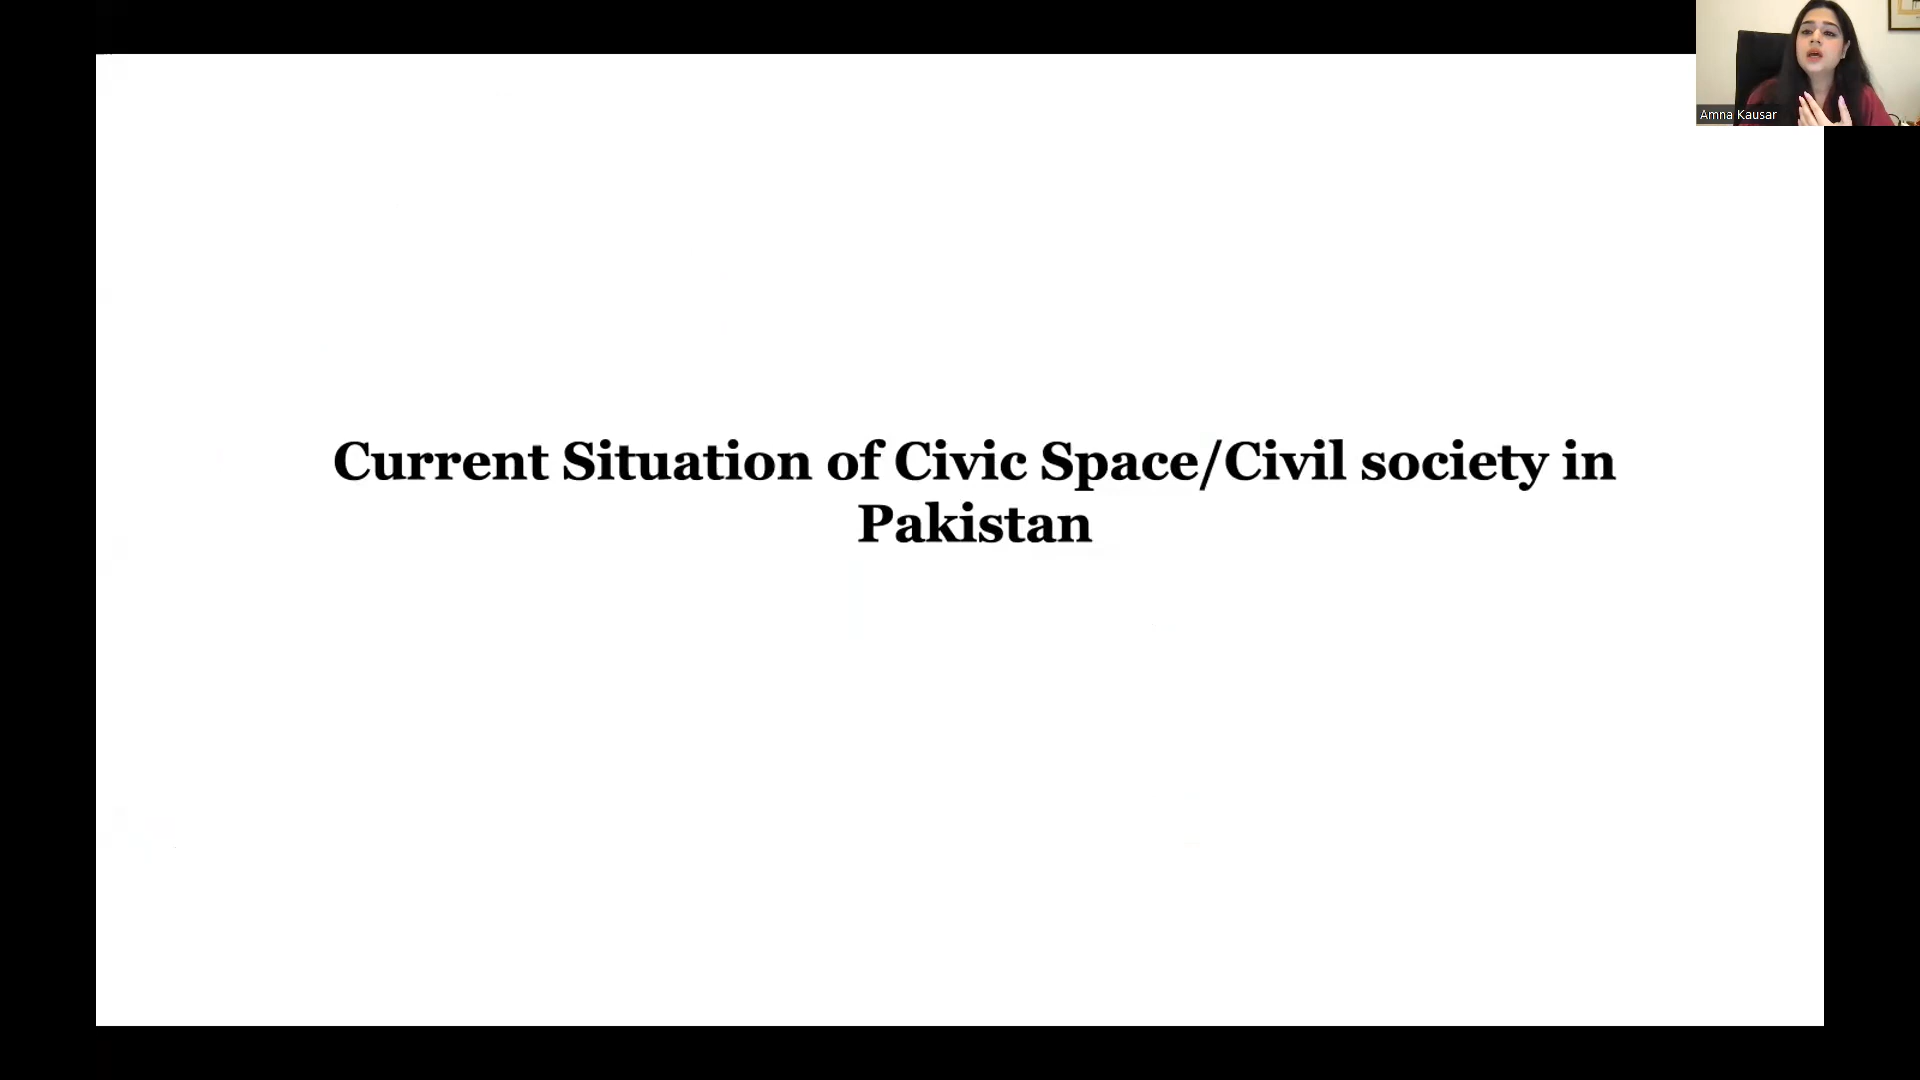 Amna Kausar
Current Situation of Civic Space/Civil society in
Pakistan